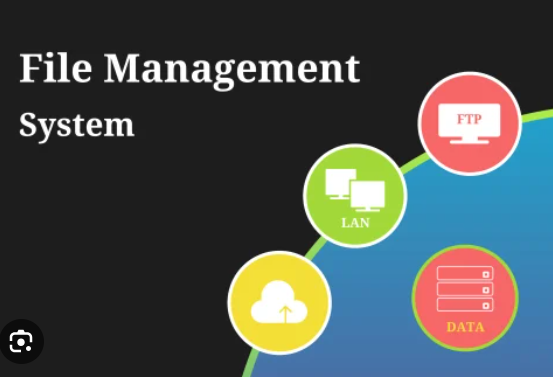 File Management
System
FTP
LAN
DATA